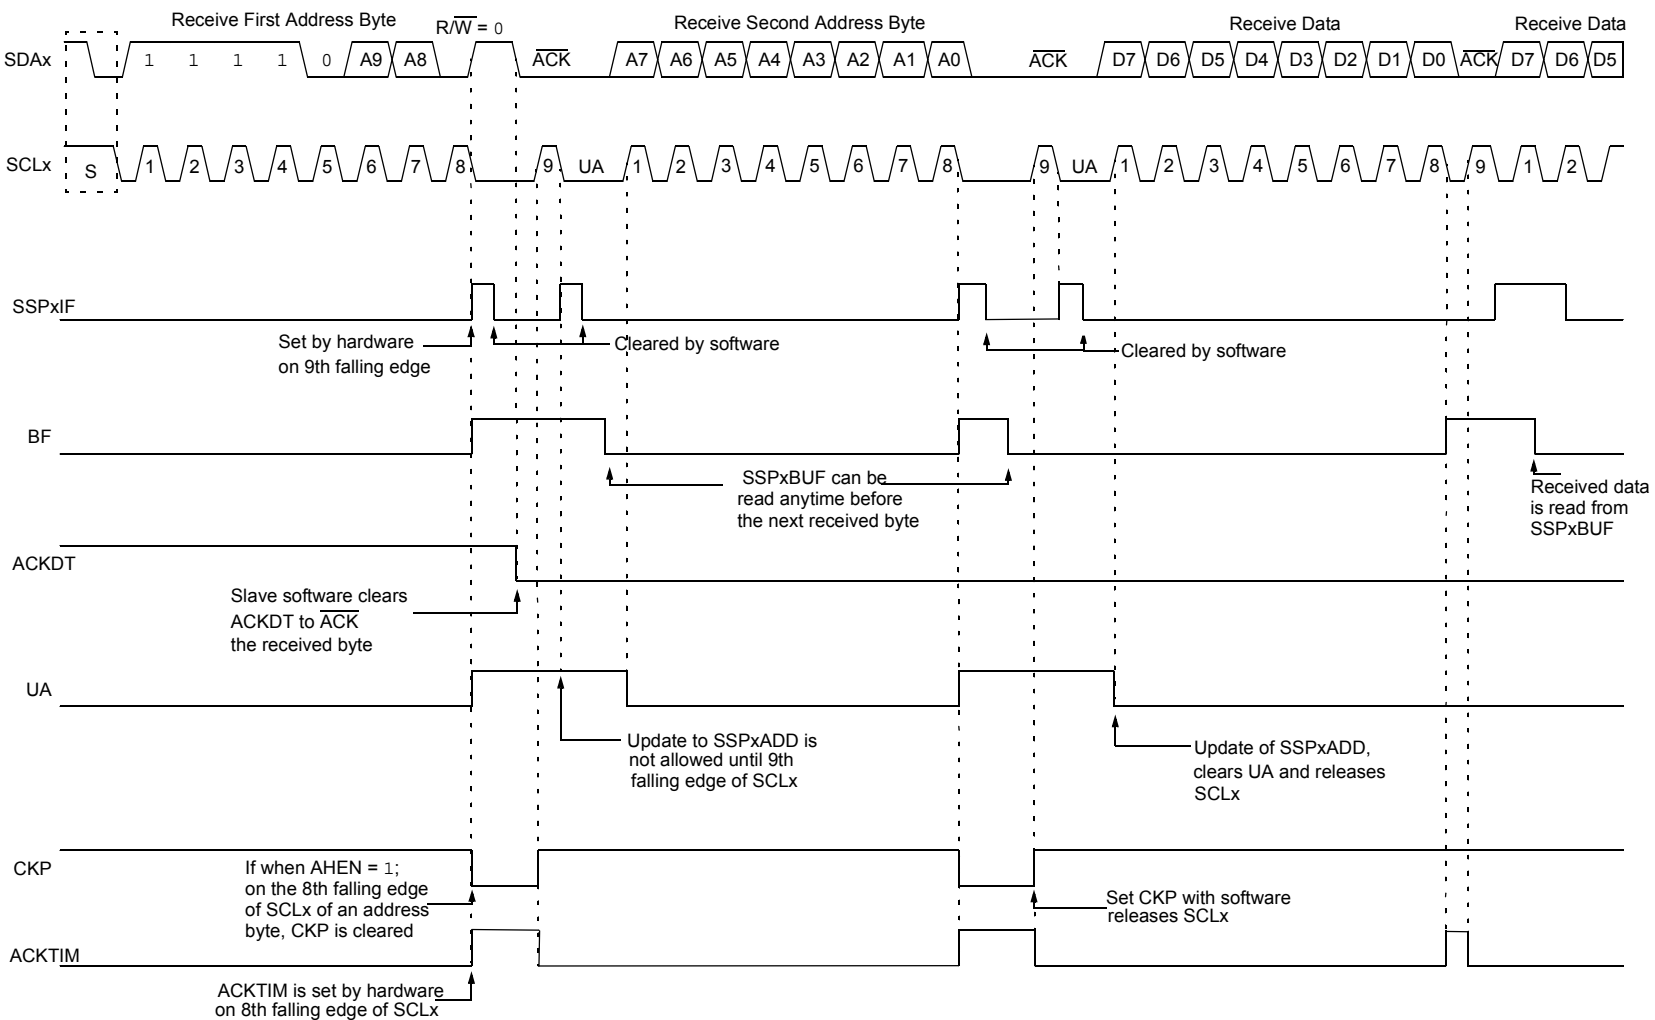 Receive First Address Byte
R/W = 0
Receive Second Address Byte
Receive Data
Receive Data
SDAx
1 1 1 1 0 A9 A8
ACK
A7 A6 A5 A4 A3 A2 A1 A0
ACK
D7 D6 D5 D4 D3 D2 D1 D0
ACK
D7 D6 D5
SCLx
S
1 2 3 4 5 6 7 8
9
UA
1 2 3 4 5 6 7 8
9
UA
1 2 3 4 5 6 7 8
9
1 2
SSPxIF
Set by hardware
on 9th falling edge
Cleared by software
Cleared by software
BF
SSPxBUF can be
read anytime before
the next received byte
Received data
is read from
SSPxBUF
ACKDT
Slave software clears
ACKDT to ACK
the received byte
UA
Update to SSPxADD is
not allowed until 9th
falling edge of SCLx
Update of SSPxADD,
clears UA and releases
SCLx
CKP
If when AHEN = 1;
on the 8th falling edge
of SCLx of an address
byte, CKP is cleared
Set CKP with software
releases SCLx
ACKTIM
ACKTIM is set by hardware
on 8th falling edge of SCLx